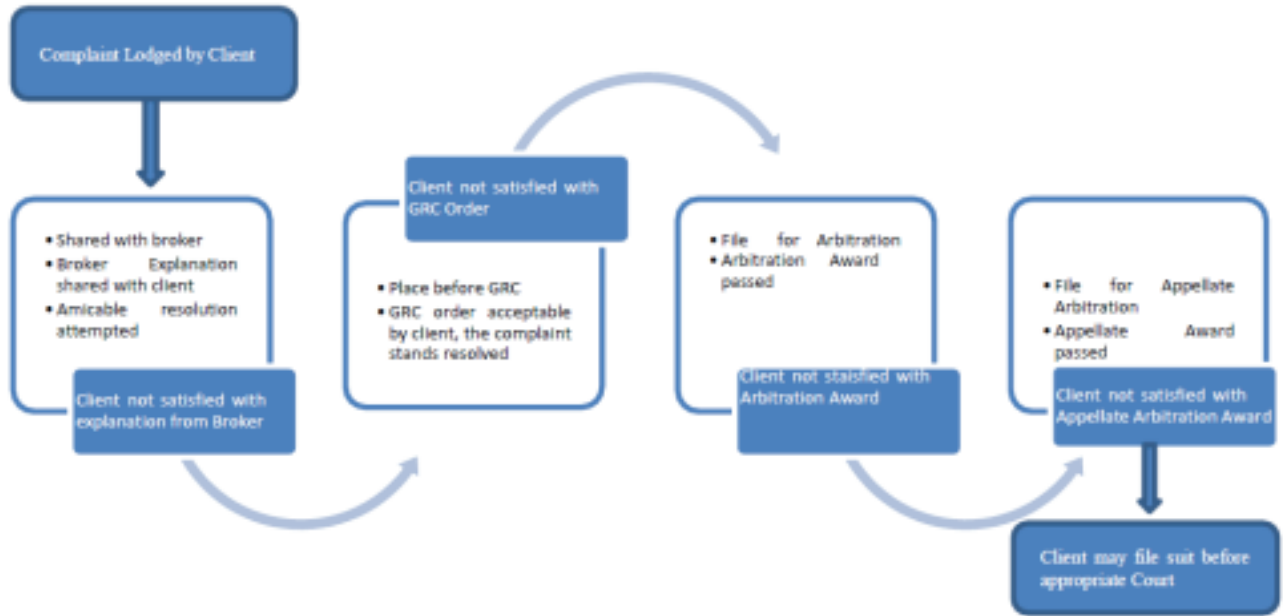 Complaint Lodged by Client
▪ Shared with broker
▪ Broker Explanation
shared with client
▪ Amicable resolution
attempted
Client not satisfied with
explanation from Broker
Client not satisfied with
GRC Order
▪ Place before GRC
▪ GRC order acceptable
by client, the complaint
stands resolved
▪ File for Arbitration
▪ Arbitration Award
passed
Client not staisfied with
Arbitration Award
▪ File for Appellate
Arbitration
▪ Appellate Award
passed
Client not satisfied with
Appellate Arbitration Award
Client may file suit before
appropriate Court